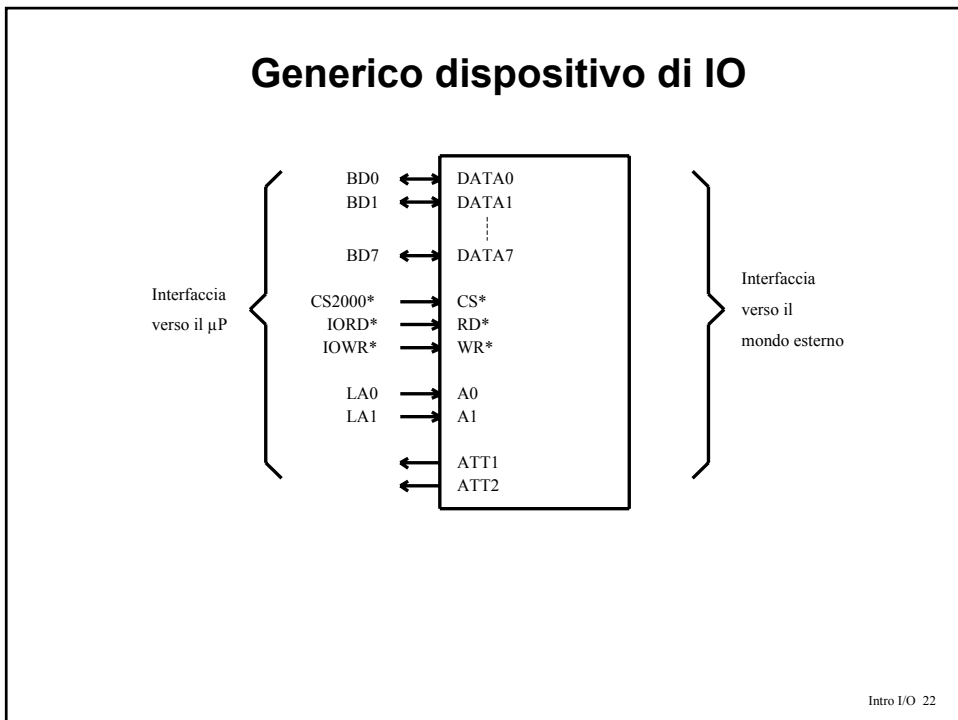 Generico dispositivo di IO
BD0 DATA0
BD1 DATA1
BD7 DATA7
Interfaccia
verso il µP
CS2000* CS*
IORD* RD*
IOWR* WR*
LA0 A0
LA1 A1
ATT1
ATT2
Interfaccia
verso il
mondo esterno
Intro I/O 22